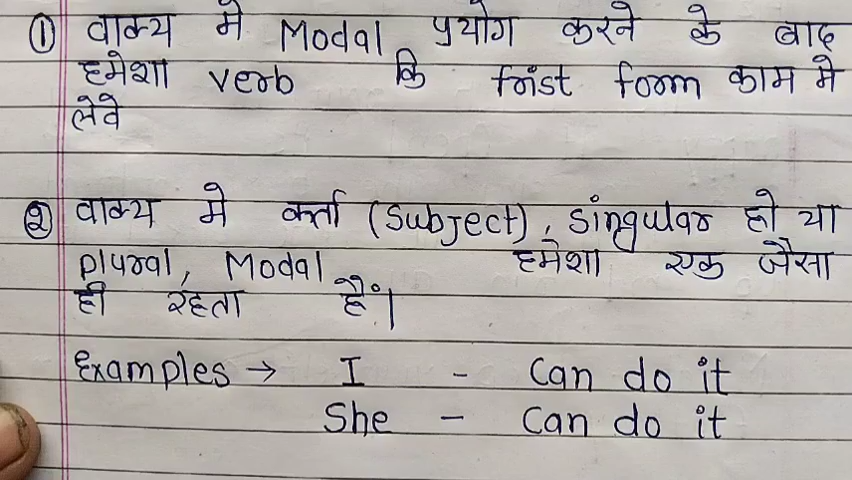 ① वाक्य मे Modal प्रयोग करने के बाद
हमेशा verb कि frist form काम मे
लेवे
② वाक्य मे कर्ता (Subject), Singular हो या
plural, Modal हमेशा एक जैसा
ही रहता हैं।
Examples → I - Can do it
She - Can do it